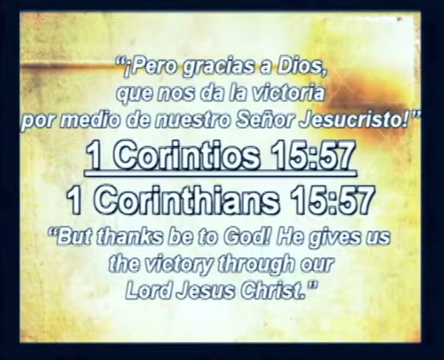 “¡Pero gracias a Dios,
que nos da la victoria
por medio de nuestro Señor Jesucristo!”
1 Corintios 15:57
1 Corinthians 15:57
“But thanks be to God! He gives us
the victory through our
Lord Jesus Christ.”